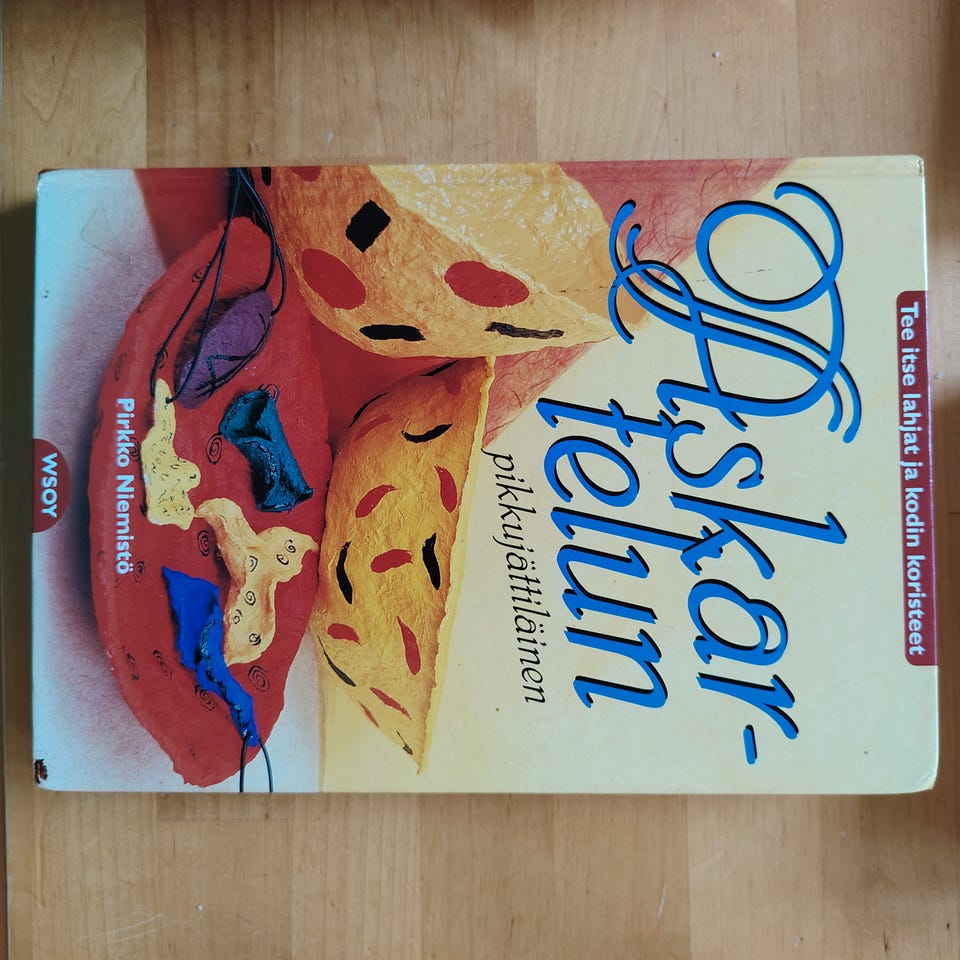 Tee itse lahjat ja kodin koristeet
Askar-
telun
pikkujättiläinen
Pirkko Niemistö
WSOY